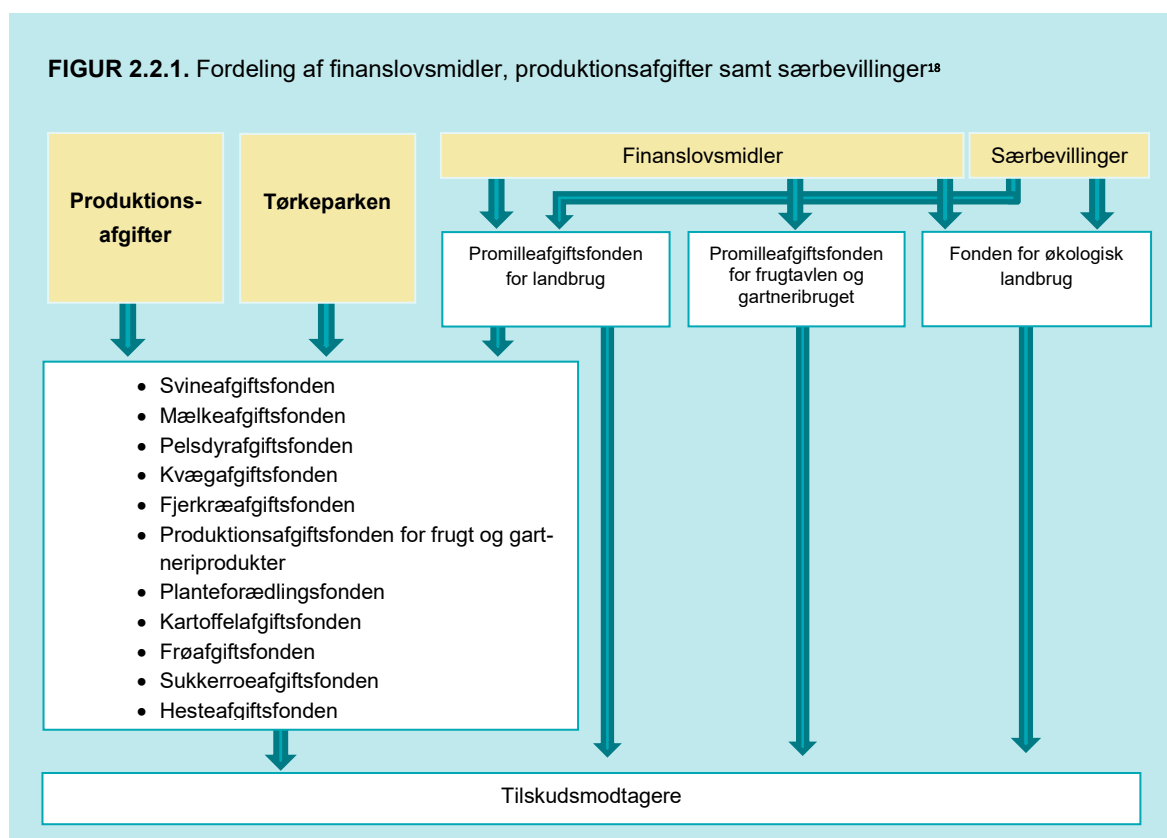 FIGUR 2.2.1. Fordeling af finanslovsmidler, produktionsafgifter samt særbevillinger¹⁸
Produktions-
afgifter
Tørkeparken
Finanslovsmidler
Særbevillinger
Promilleafgiftsfonden
for landbrug
Promilleafgiftsfonden
for frugtavlen og
gartneribruget
Fonden for økologisk
landbrug
• Svineafgiftsfonden
• Mælkeafgiftsfonden
• Pelsdyrafgiftsfonden
• Kvægafgiftsfonden
• Fjerkræafgiftsfonden
• Produktionsafgiftsfonden for frugt og gart-
neriprodukter
• Planteforædlingsfonden
• Kartoffelafgiftsfonden
• Frøafgiftsfonden
• Sukkerroeafgiftsfonden
• Hesteafgiftsfonden
Tilskudsmodtagere